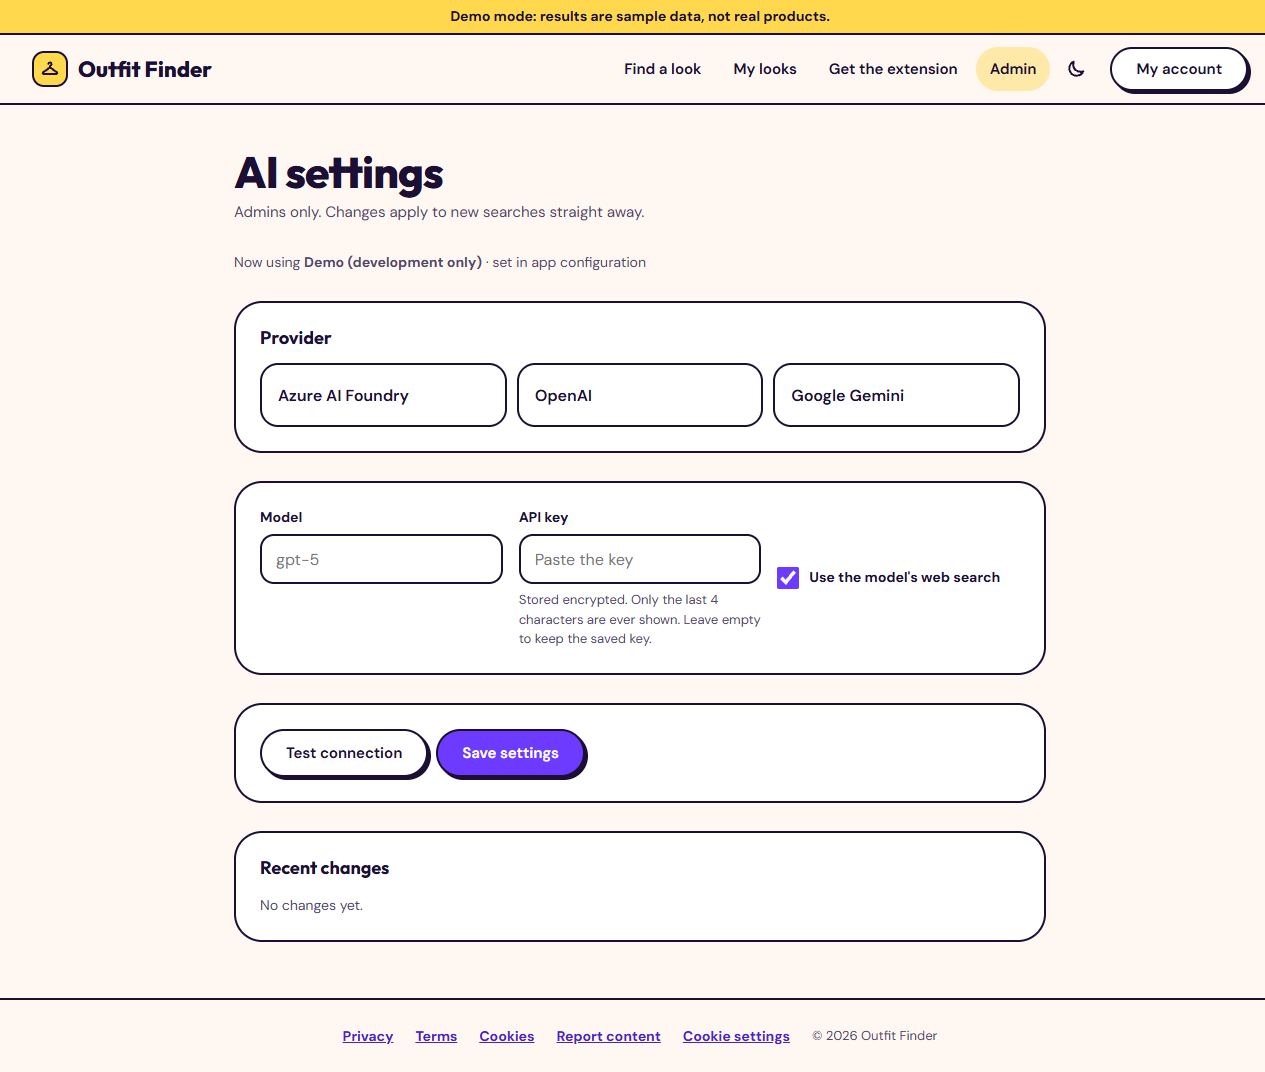 Demo mode: results are sample data, not real products.
Outfit Finder
Find a look
My looks
Get the extension
Admin
My account
AI settings
Admins only. Changes apply to new searches straight away.
Now using Demo (development only) · set in app configuration
Provider
Azure AI Foundry
OpenAI
Google Gemini
Model
gpt-5
API key
Paste the key
Stored encrypted. Only the last 4
characters are ever shown. Leave empty
to keep the saved key.
Use the model's web search
Test connection
Save settings
Recent changes
No changes yet.
Privacy
Terms
Cookies
Report content
Cookie settings
© 2026 Outfit Finder